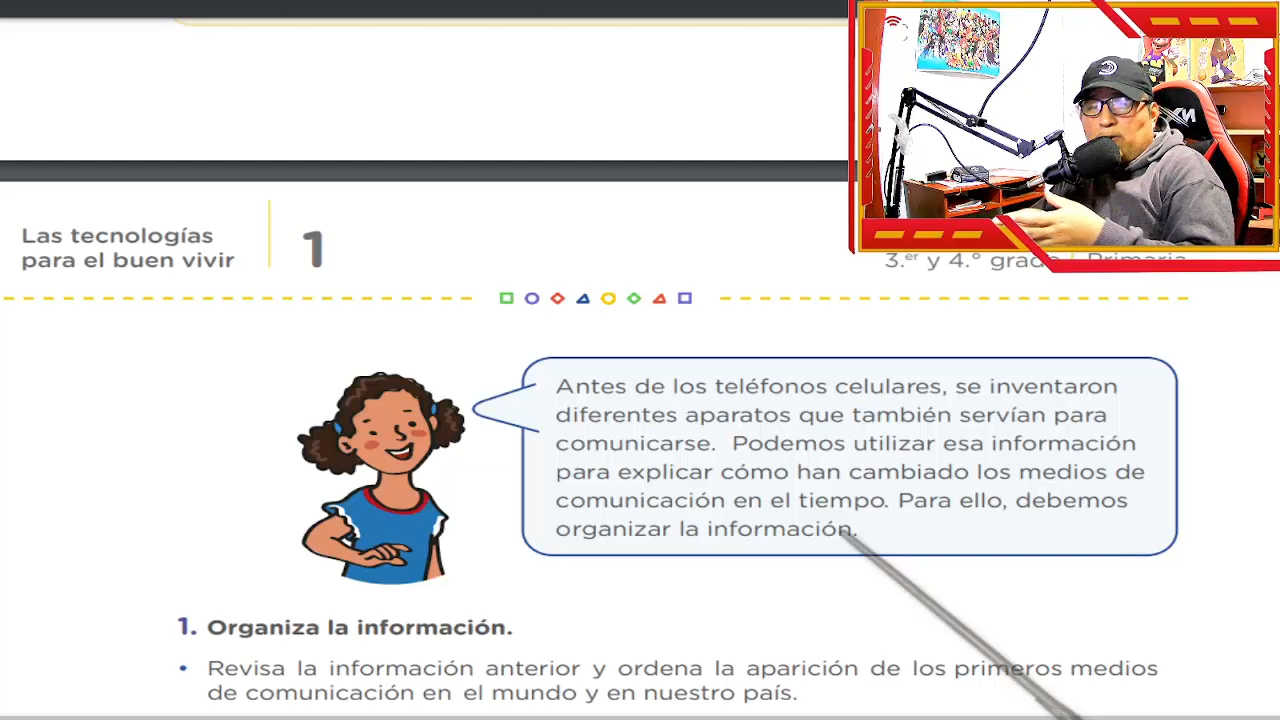 Las tecnologías
para el buen vivir
1
3.er y 4.º grado Primaria
Antes de los teléfonos celulares, se inventaron
diferentes aparatos que también servían para
comunicarse. Podemos utilizar esa información
para explicar cómo han cambiado los medios de
comunicación en el tiempo. Para ello, debemos
organizar la información.
1. Organiza la información.
• Revisa la información anterior y ordena la aparición de los primeros medios
de comunicación en el mundo y en nuestro país.